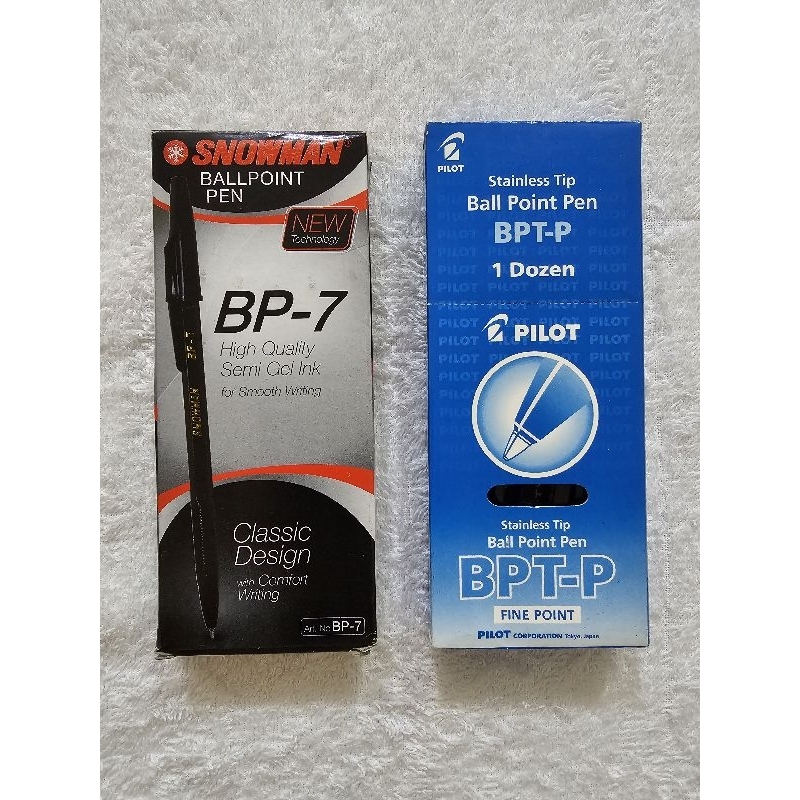 SNOWMAN
BALLPOINT
PEN
NEW
Technology
BP-7
High Quality
Semi Gel Ink
for Smooth Writing
SNOWMAN BP-7
Classic
Design
with Comfort
Writing
Art. No BP-7
PILOT
Stainless Tip
Ball Point Pen
BPT-P
1 Dozen
PILOT
Stainless Tip
Ball Point Pen
BPT-P
FINE POINT
PILOT CORPORATION Tokyo, Japan